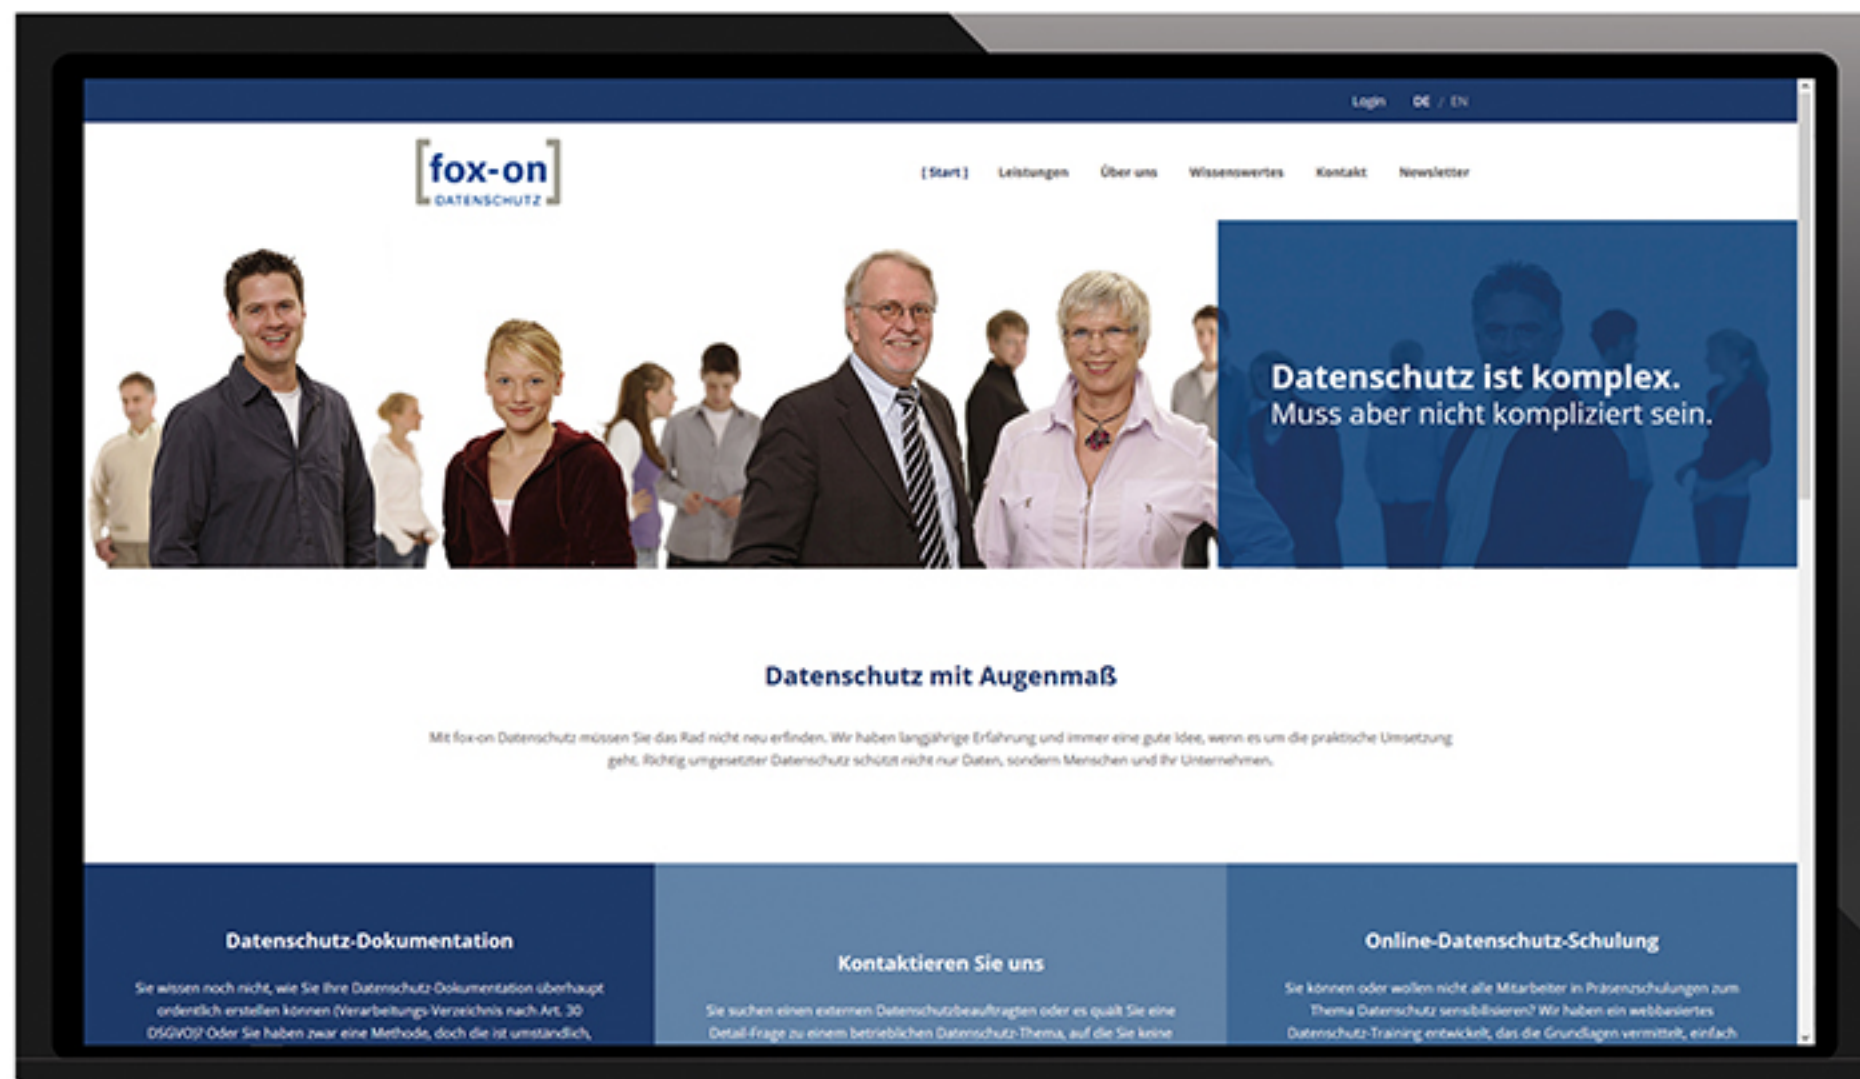 Login DE / EN
[fox-on]
DATENSCHUTZ
[ Start ] Leistungen Über uns Wissenswertes Kontakt Newsletter
Datenschutz ist komplex.
Muss aber nicht kompliziert sein.
Datenschutz mit Augenmaß
Mit fox-on Datenschutz müssen Sie das Rad nicht neu erfinden. Wir haben langjährige Erfahrung und immer eine gute Idee, wenn es um die praktische Umsetzung
geht. Richtig umgesetzter Datenschutz schützt nicht nur Daten, sondern Menschen und Ihr Unternehmen.
Datenschutz-Dokumentation
Sie wissen noch nicht, wie Sie Ihre Datenschutz-Dokumentation überhaupt
ordentlich erstellen können (Verarbeitungs-Verzeichnis nach Art. 30
DSGVO)? Oder Sie haben zwar eine Methode, doch die ist umständlich,
Kontaktieren Sie uns
Sie suchen einen externen Datenschutzbeauftragten oder es quält Sie eine
Detail-Frage zu einem betrieblichen Datenschutz-Thema, auf die Sie keine
Online-Datenschutz-Schulung
Sie können oder wollen nicht alle Mitarbeiter in Präsenzschulungen zum
Thema Datenschutz sensibilisieren? Wir haben ein webbasiertes
Datenschutz-Training entwickelt, das die Grundlagen vermittelt, einfach